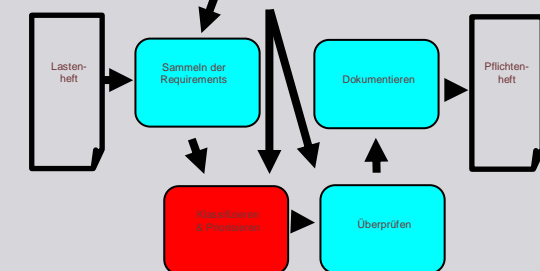 Lasten-
heft
Sammeln der
Requirements
Dokumentieren
Pflichten-
heft
Überprüfen